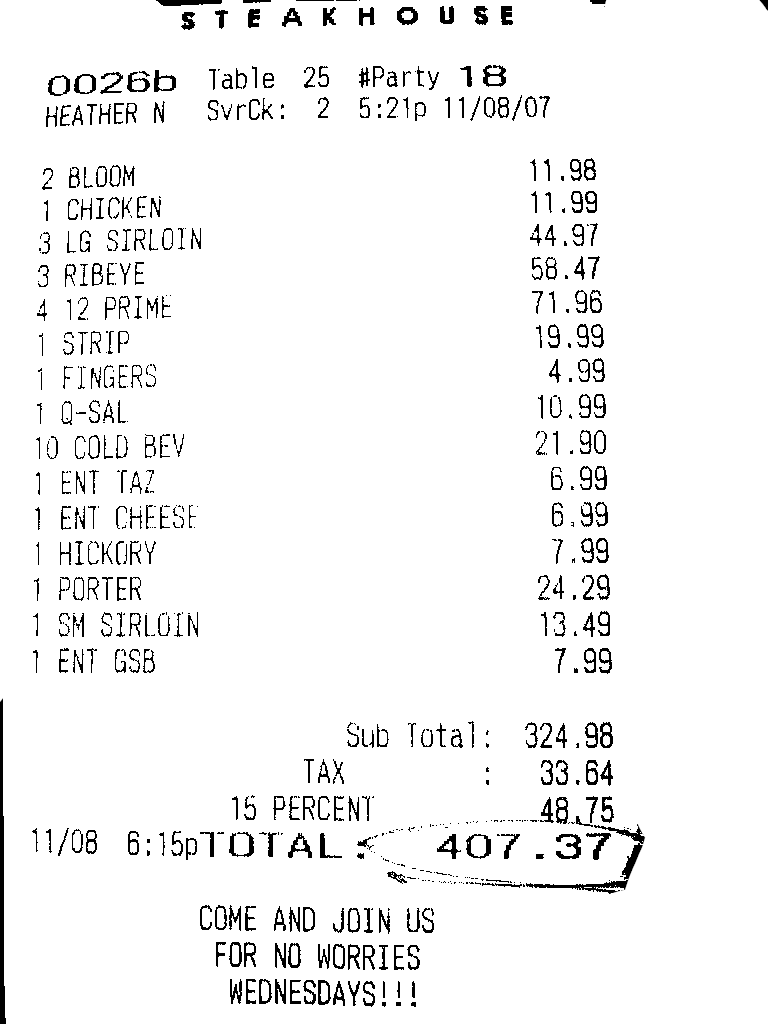 STEAKHOUSE
0026b Table 25 #Party 18
HEATHER N SvrCk: 2 5:21p 11/08/07
2 BLOOM 11.98
1 CHICKEN 11.99
3 LG SIRLOIN 44.97
3 RIBEYE 58.47
4 12 PRIME 71.96
1 STRIP 19.99
1 FINGERS 4.99
1 Q-SAL 10.99
10 COLD BEV 21.90
1 ENT TAZ 6.99
1 ENT CHEESE 6.99
1 HICKORY 7.99
1 PORTER 24.29
1 SM SIRLOIN 13.49
1 ENT GSB 7.99
Sub Total: 324.98
TAX : 33.64
15 PERCENT 48.75
11/08 6:15pTOTAL: 407.37
COME AND JOIN US
FOR NO WORRIES
WEDNESDAYS!!!